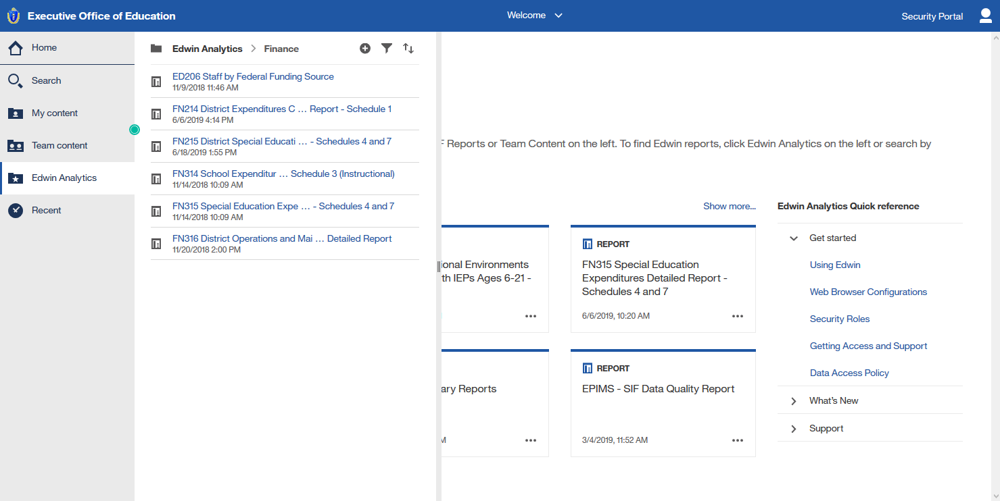 Executive Office of Education
Welcome
Security Portal
Home
Search
My content
Team content
Edwin Analytics
Recent
Edwin Analytics > Finance
ED206 Staff by Federal Funding Source
11/9/2018 11:46 AM
FN214 District Expenditures C … Report - Schedule 1
6/6/2019 4:14 PM
FN215 District Special Educati … - Schedules 4 and 7
6/18/2019 1:55 PM
FN314 School Expenditur … Schedule 3 (Instructional)
11/14/2018 10:09 AM
FN315 Special Education Expe … - Schedules 4 and 7
11/14/2018 10:09 AM
FN316 District Operations and Mai … Detailed Report
11/20/2018 2:00 PM
Reports or Team Content on the left. To find Edwin reports, click Edwin Analytics on the left or search by
Show more...
ional Environments
th IEPs Ages 6-21 -
REPORT
FN315 Special Education
Expenditures Detailed Report -
Schedules 4 and 7
6/6/2019, 10:20 AM
ary Reports
M
REPORT
EPIMS - SIF Data Quality Report
3/4/2019, 11:52 AM
Edwin Analytics Quick reference
Get started
Using Edwin
Web Browser Configurations
Security Roles
Getting Access and Support
Data Access Policy
What's New
Support